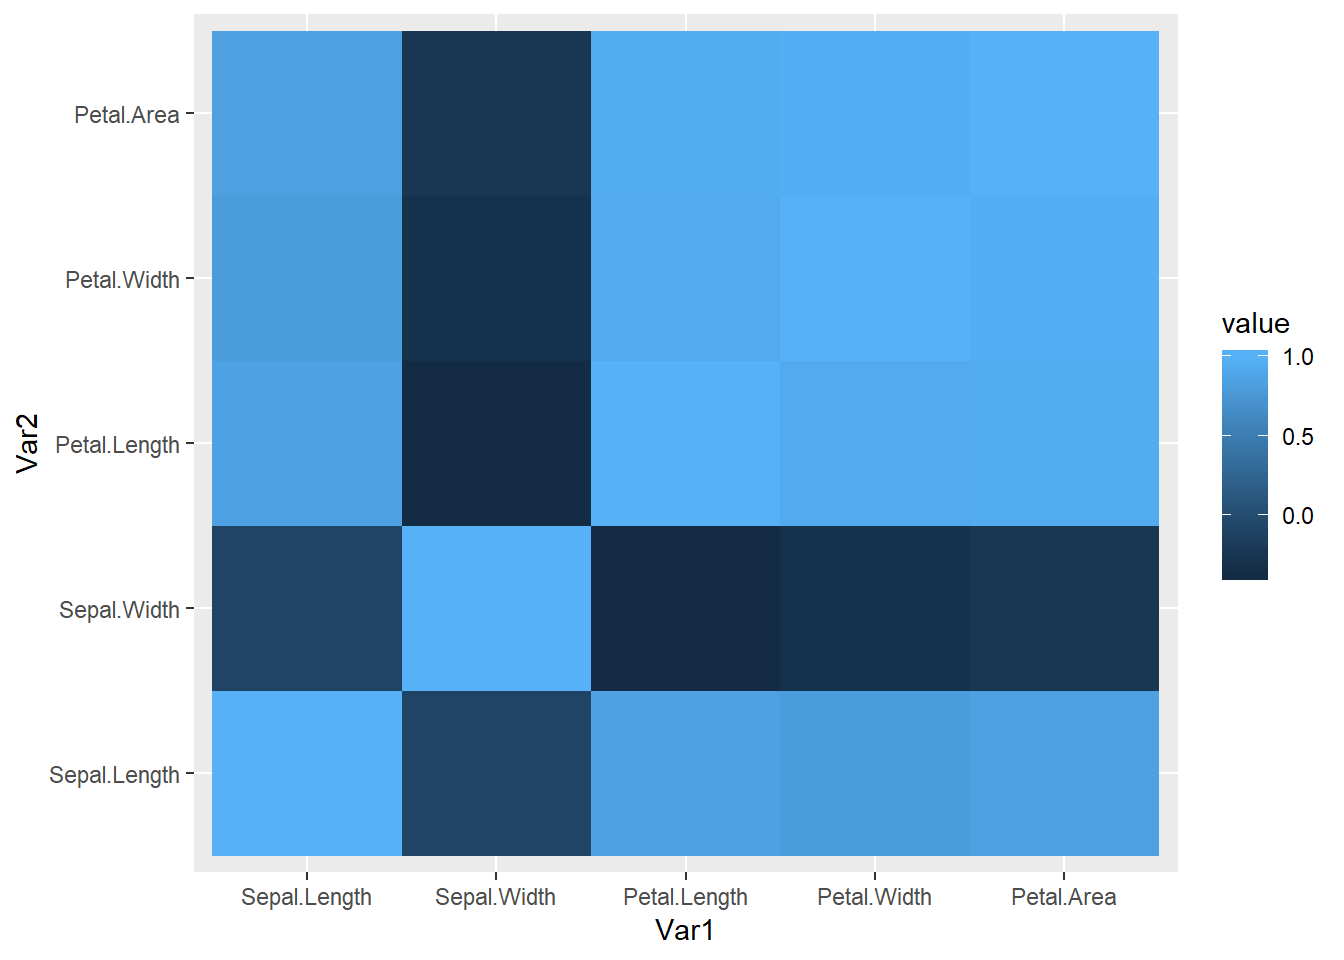 Petal.Area
Petal.Width
Petal.Length
Sepal.Width
Sepal.Length
Var2
Sepal.Length Sepal.Width Petal.Length Petal.Width Petal.Area
Var1
value
1.0
0.5
0.0